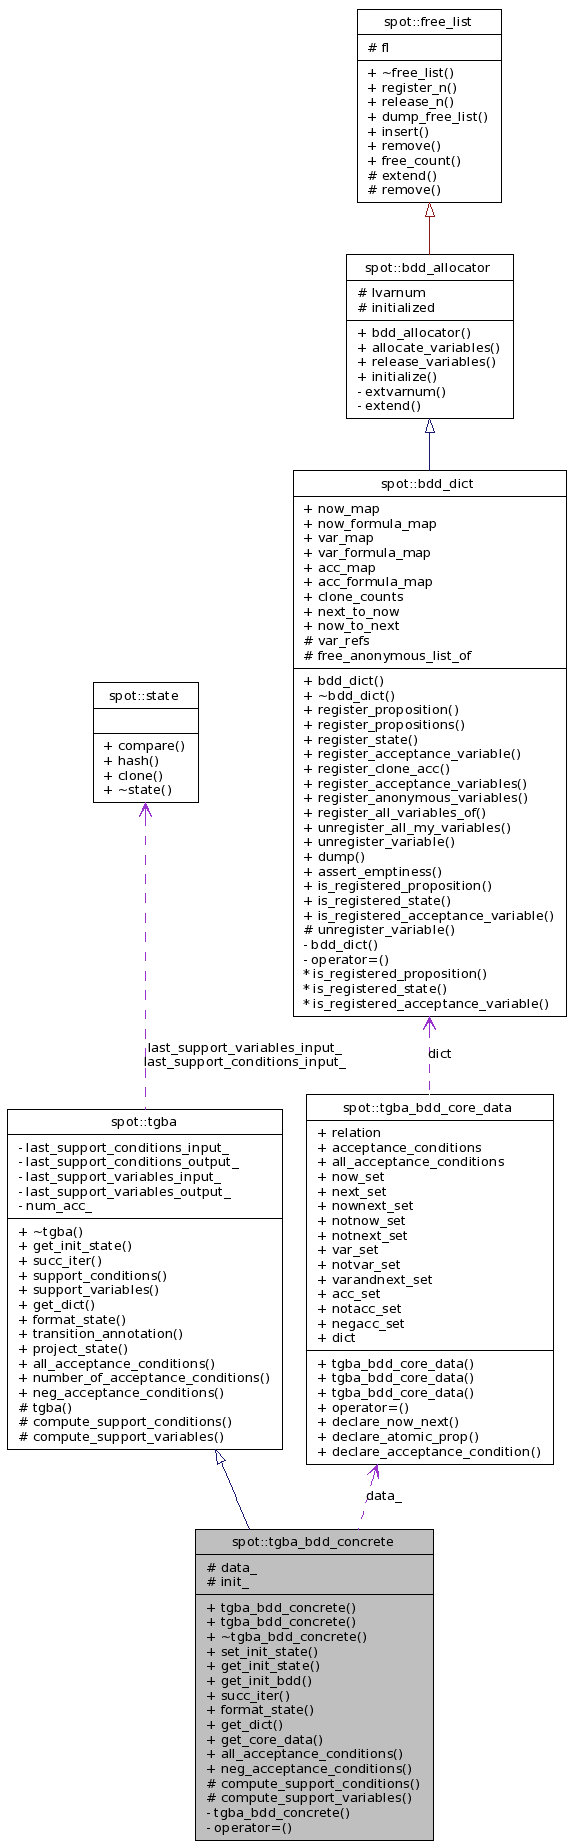 spot::free_list
# fl
+ ~free_list()
+ register_n()
+ release_n()
+ dump_free_list()
+ insert()
+ remove()
+ free_count()
# extend()
# remove()
spot::bdd_allocator
# lvarnum
# initialized
+ bdd_allocator()
+ allocate_variables()
+ release_variables()
+ initialize()
- extvarnum()
- extend()
spot::bdd_dict
+ now_map
+ now_formula_map
+ var_map
+ var_formula_map
+ acc_map
+ acc_formula_map
+ clone_counts
+ next_to_now
+ now_to_next
# var_refs
# free_anonymous_list_of
+ bdd_dict()
+ ~bdd_dict()
+ register_proposition()
+ register_propositions()
+ register_state()
+ register_acceptance_variable()
+ register_clone_acc()
+ register_acceptance_variables()
+ register_anonymous_variables()
+ register_all_variables_of()
+ unregister_all_my_variables()
+ unregister_variable()
+ dump()
+ assert_emptiness()
+ is_registered_proposition()
+ is_registered_state()
+ is_registered_acceptance_variable()
# unregister_variable()
- bdd_dict()
- operator=()
* is_registered_proposition()
* is_registered_state()
* is_registered_acceptance_variable()
spot::state
+ compare()
+ hash()
+ clone()
+ ~state()
last_support_variables_input_
last_support_conditions_input_
dict
spot::tgba
- last_support_conditions_input_
- last_support_conditions_output_
- last_support_variables_input_
- last_support_variables_output_
- num_acc_
+ ~tgba()
+ get_init_state()
+ succ_iter()
+ support_conditions()
+ support_variables()
+ get_dict()
+ format_state()
+ transition_annotation()
+ project_state()
+ all_acceptance_conditions()
+ number_of_acceptance_conditions()
+ neg_acceptance_conditions()
# tgba()
# compute_support_conditions()
# compute_support_variables()
spot::tgba_bdd_core_data
+ relation
+ acceptance_conditions
+ all_acceptance_conditions
+ now_set
+ next_set
+ nownext_set
+ notnow_set
+ notnext_set
+ var_set
+ notvar_set
+ varandnext_set
+ acc_set
+ notacc_set
+ negacc_set
+ dict
+ tgba_bdd_core_data()
+ tgba_bdd_core_data()
+ tgba_bdd_core_data()
+ operator=()
+ declare_now_next()
+ declare_atomic_prop()
+ declare_acceptance_condition()
data_
spot::tgba_bdd_concrete
# data_
# init_
+ tgba_bdd_concrete()
+ tgba_bdd_concrete()
+ ~tgba_bdd_concrete()
+ set_init_state()
+ get_init_state()
+ get_init_bdd()
+ succ_iter()
+ format_state()
+ get_dict()
+ get_core_data()
+ all_acceptance_conditions()
+ neg_acceptance_conditions()
# compute_support_conditions()
# compute_support_variables()
- tgba_bdd_concrete()
- operator=()